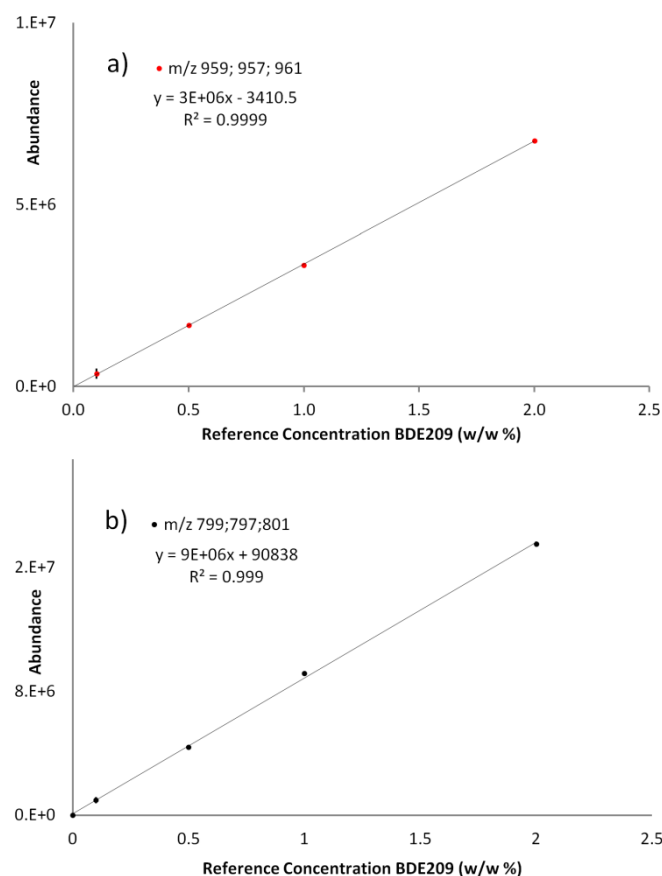 1.E+7
a)
m/z 959; 957; 961
y = 3E+06x - 3410.5
R² = 0.9999
Abundance
5.E+6
0.E+0
0.0 0.5 1.0 1.5 2.0 2.5
Reference Concentration BDE209 (w/w %)
b)
m/z 799;797;801
y = 9E+06x + 90838
R² = 0.999
2.E+7
Abundance
8.E+6
0.E+0
0 0.5 1 1.5 2 2.5
Reference Concentration BDE209 (w/w %)